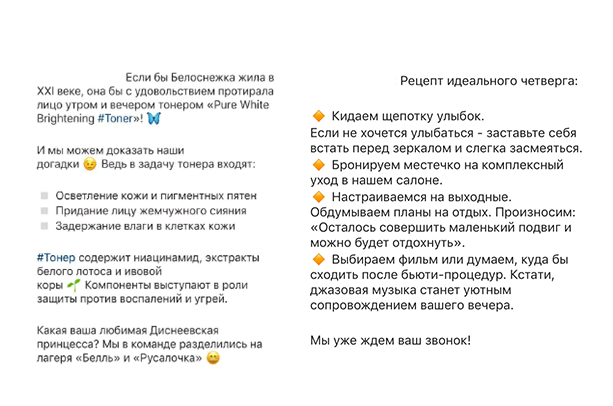 Если бы Белоснежка жила в
XXI веке, она бы с удовольствием протирала
лицо утром и вечером тонером «Pure White
Brightening #Toner»! 🦋
И мы можем доказать наши
догадки 😉 Ведь в задачу тонера входят:
◽ Осветление кожи и пигментных пятен
◽ Придание лицу жемчужного сияния
◽ Задержание влаги в клетках кожи
#Тонер содержит ниацинамид, экстракты
белого лотоса и ивовой
коры 🌱 Компоненты выступают в роли
защиты против воспалений и угрей.
Какая ваша любимая Диснеевская
принцесса? Мы в команде разделились на
лагеря «Белль» и «Русалочка» 😄
Рецепт идеального четверга:
🔸 Кидаем щепотку улыбок.
Если не хочется улыбаться - заставьте себя
встать перед зеркалом и слегка засмеяться.
🔸 Бронируем местечко на комплексный
уход в нашем салоне.
🔸 Настраиваемся на выходные.
Обдумываем планы на отдых. Произносим:
«Осталось совершить маленький подвиг и
можно будет отдохнуть».
🔸 Выбираем фильм или думаем, куда бы
сходить после бьюти-процедур. Кстати,
джазовая музыка станет уютным
сопровождением вашего вечера.
Мы уже ждем ваш звонок!